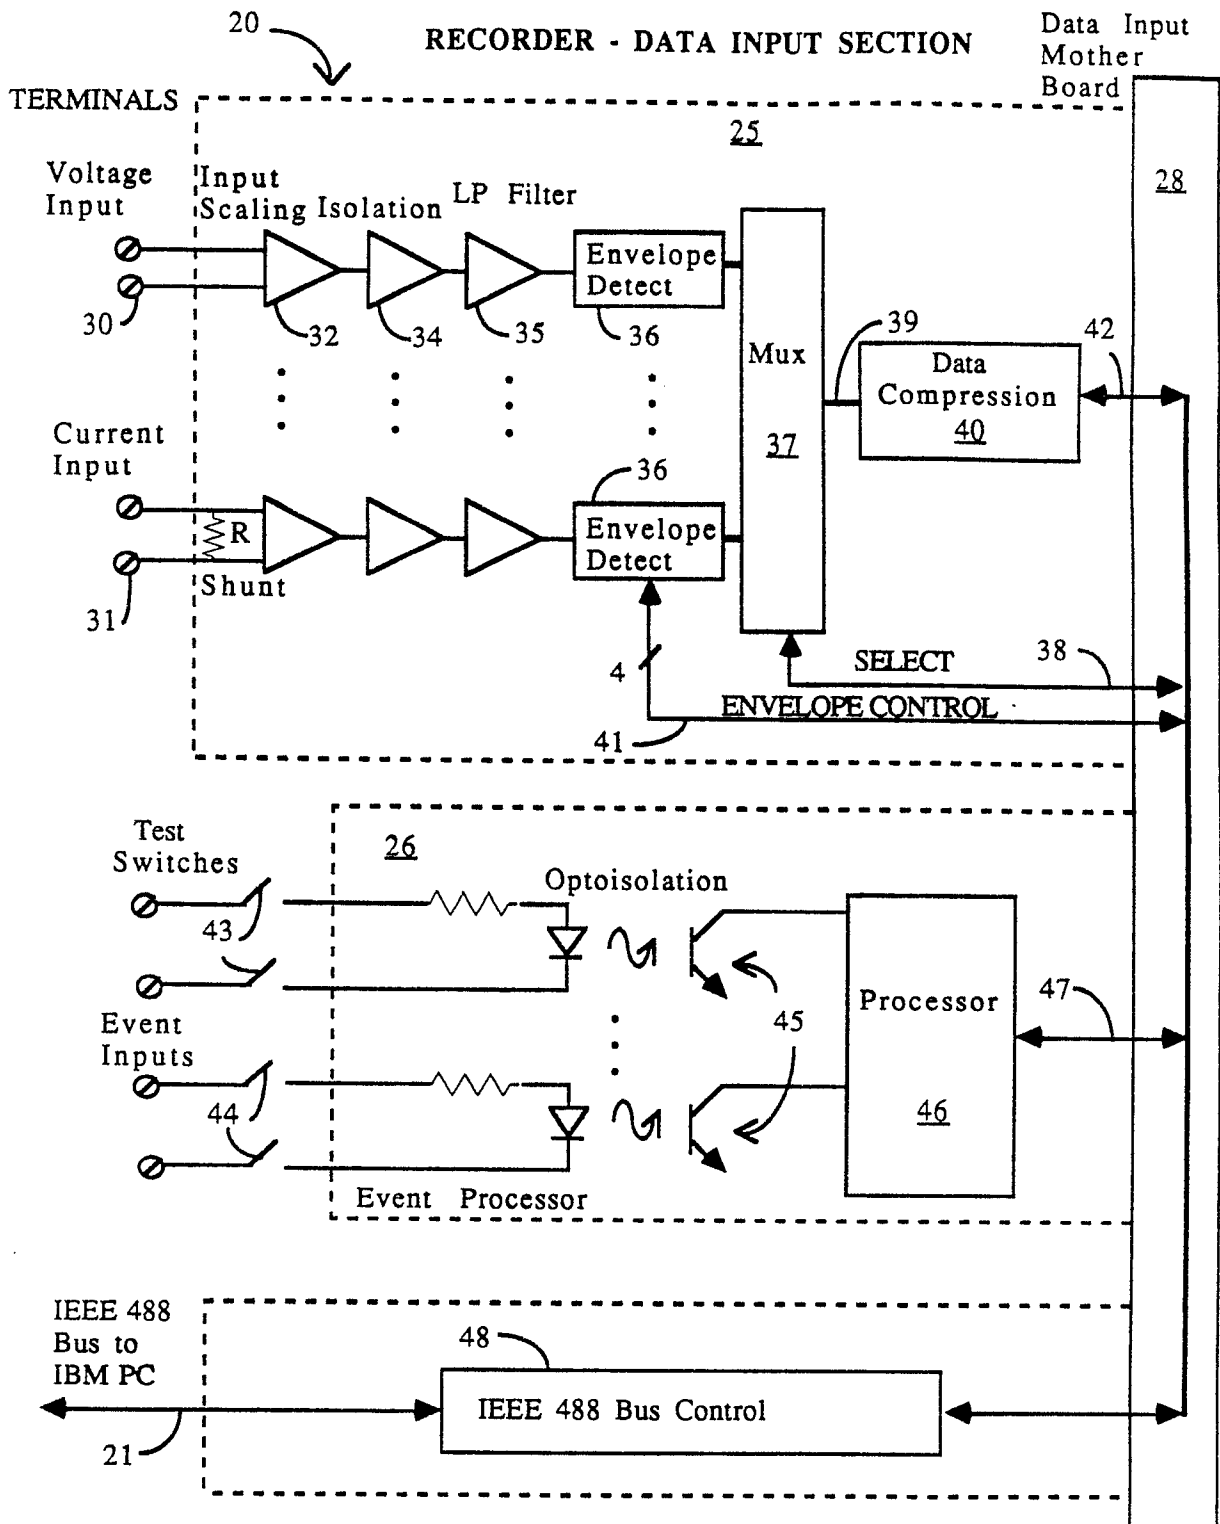 20
RECORDER - DATA INPUT SECTION
Data Input
Mother
Board
TERMINALS
25
28
Voltage
Input
Input
Scaling
Isolation
LP Filter
Envelope
Detect
30
32
34
35
36
Mux
37
39
Data
Compression
40
42
Current
Input
36
R
Shunt
Envelope
Detect
31
4
SELECT
38
ENVELOPE CONTROL
41
Test
Switches
26
Optoisolation
43
Processor
47
45
Event
Inputs
44
46
Event Processor
IEEE 488
Bus to
IBM PC
48
IEEE 488 Bus Control
21